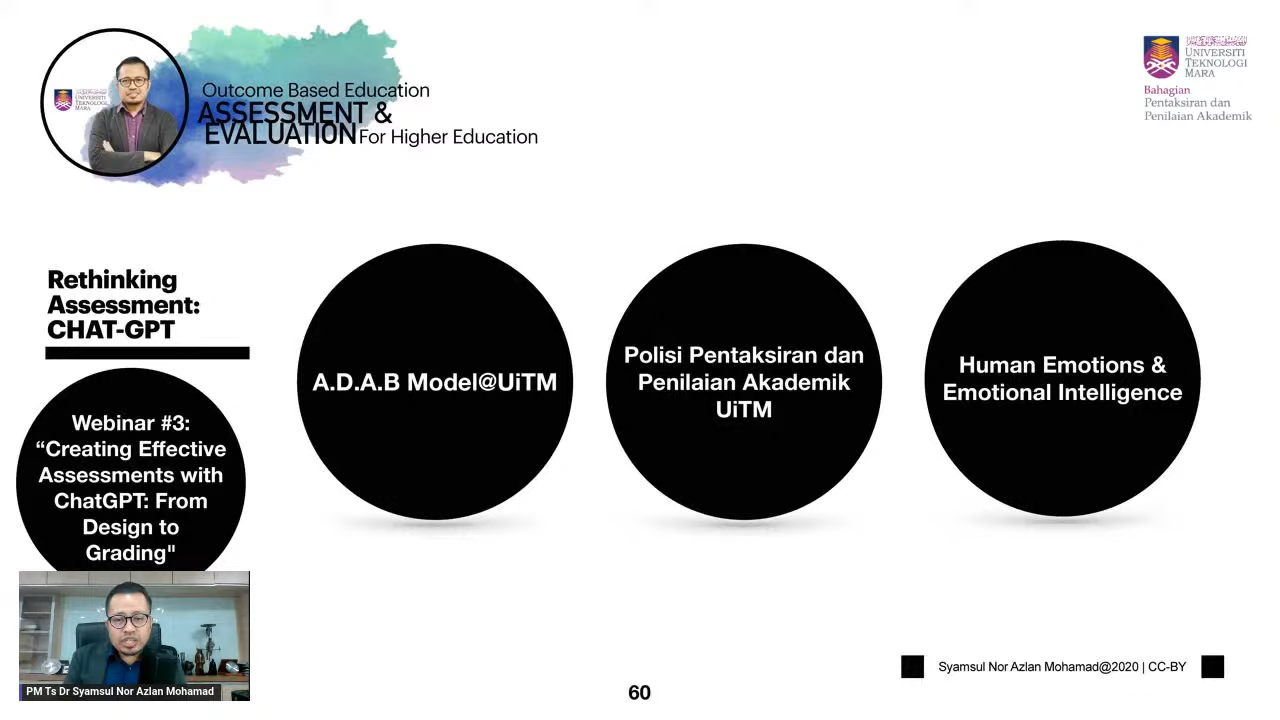 Outcome Based Education
ASSESSMENT &
EVALUATION For Higher Education
UNIVERSITI
TEKNOLOGI
MARA
UNIVERSITI
TEKNOLOGI
MARA
Bahagian
Pentaksiran dan
Penilaian Akademik
Rethinking
Assessment:
CHAT-GPT
Webinar #3:
“Creating Effective
Assessments with
ChatGPT: From
Design to
Grading"
A.D.A.B Model@UiTM
Polisi Pentaksiran dan
Penilaian Akademik
UiTM
Human Emotions &
Emotional Intelligence
PM Ts Dr Syamsul Nor Azlan Mohamad
60
Syamsul Nor Azlan Mohamad@2020 | CC-BY